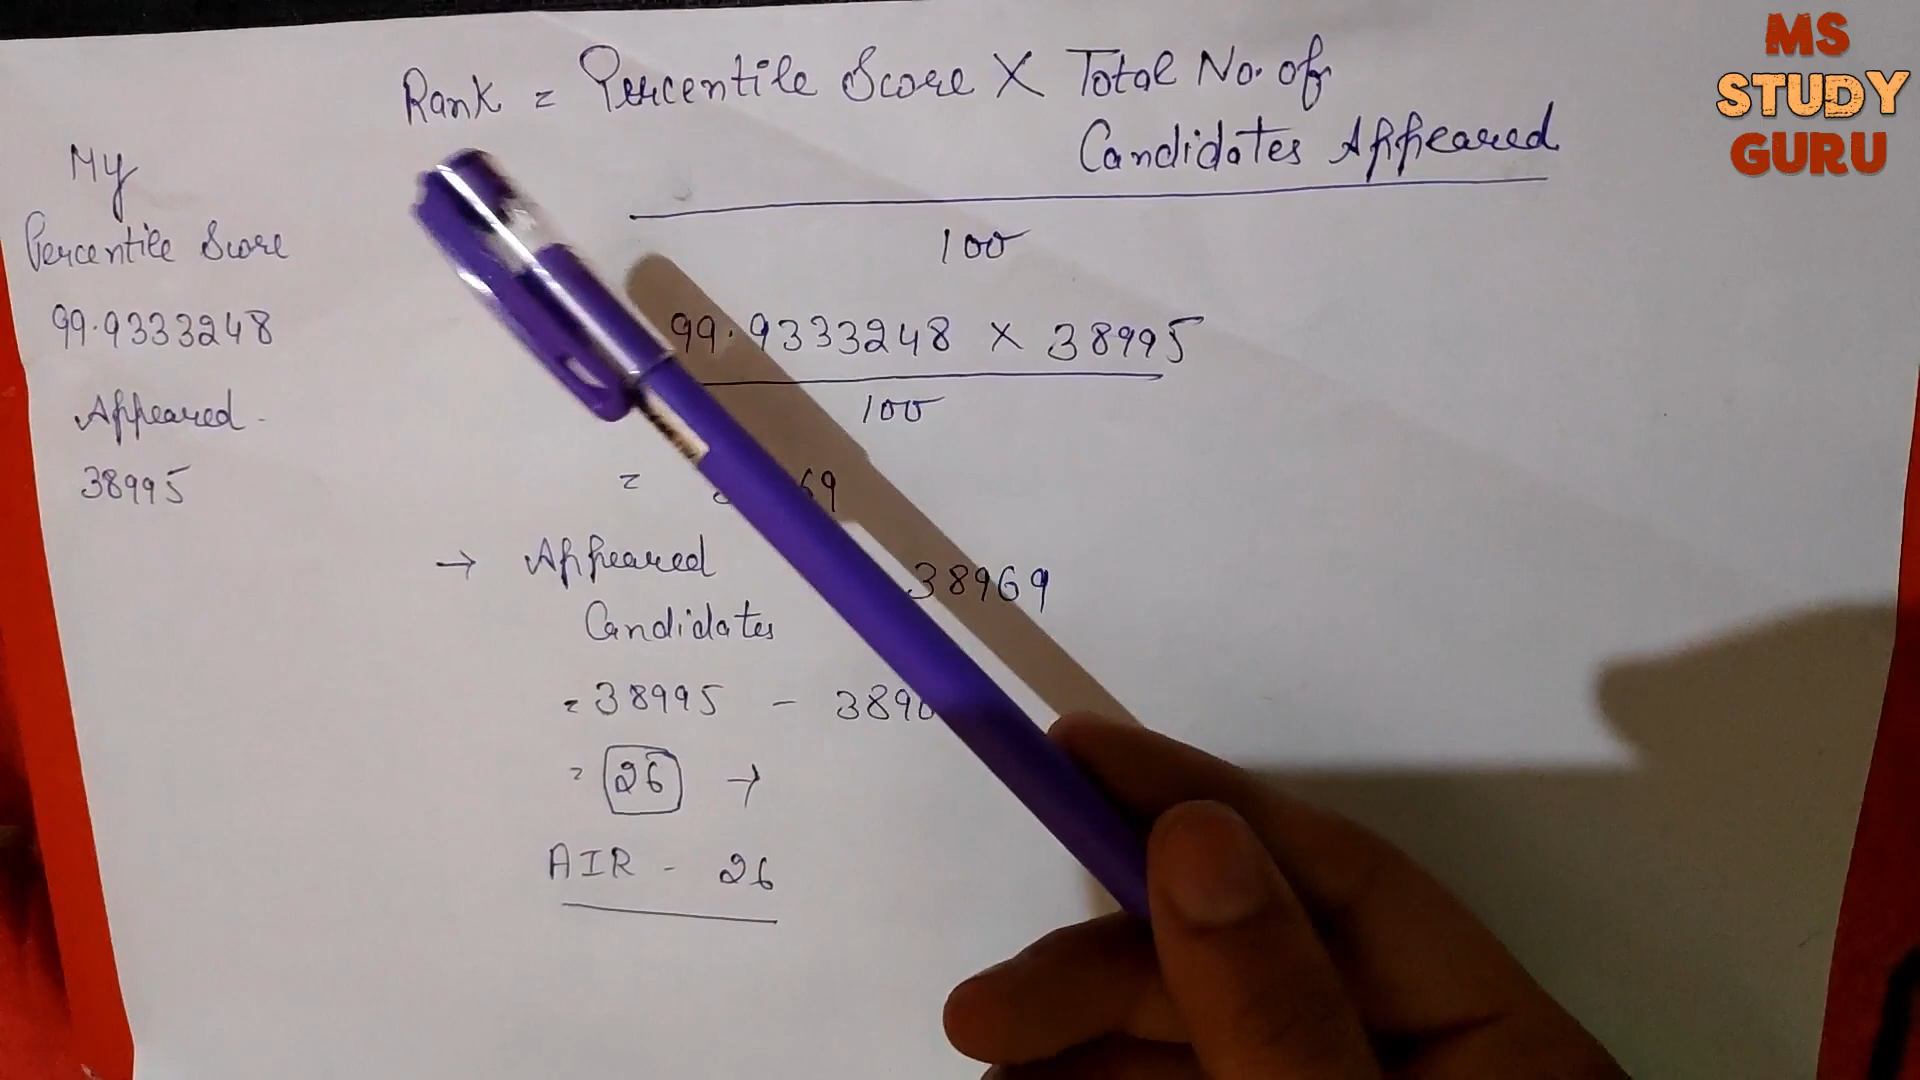 MS
STUDY
GURU
Rank = Percentile Score X Total No. of
Candidates Appeared
100
My
Percentile Score
99.9333248
Appeared -
38995
99.9333248 X 38995
100
=
→ Appeared 38969
Candidates
= 38995 -
= 26 →
AIR - 26